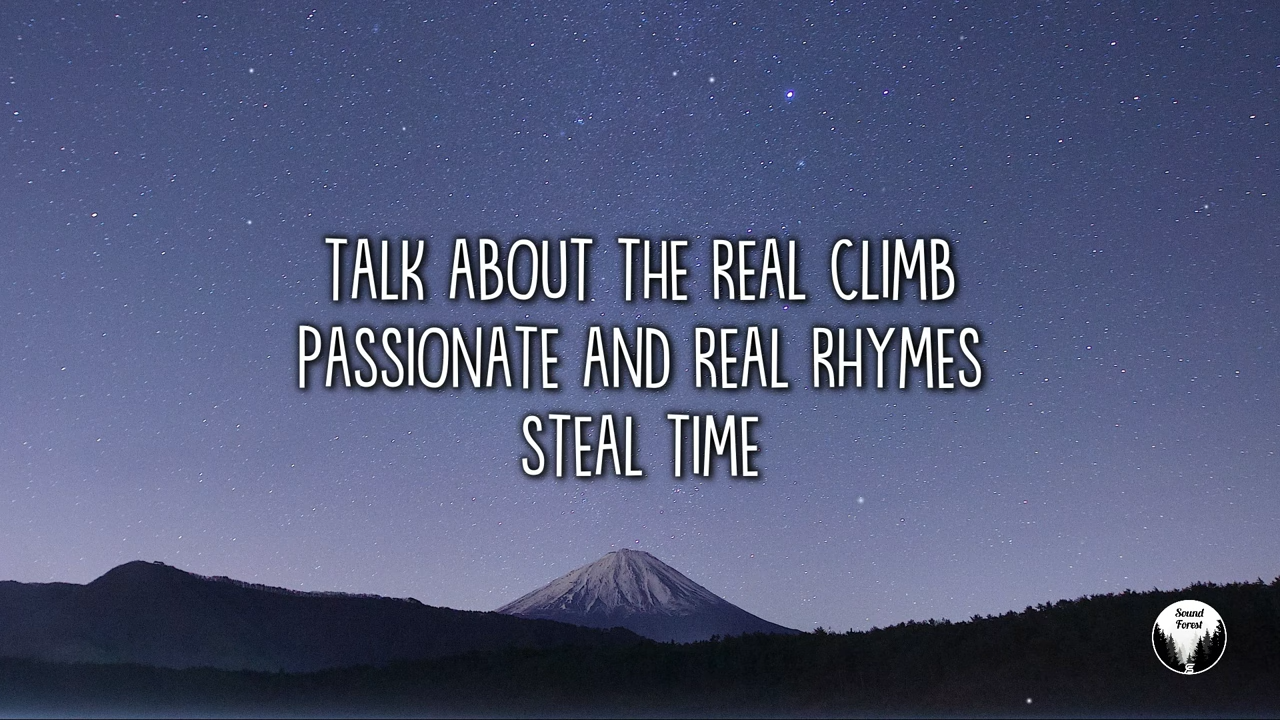 TALK ABOUT THE REAL CLIMB
PASSIONATE AND REAL RHYMES
STEAL TIME
Sound
Forest